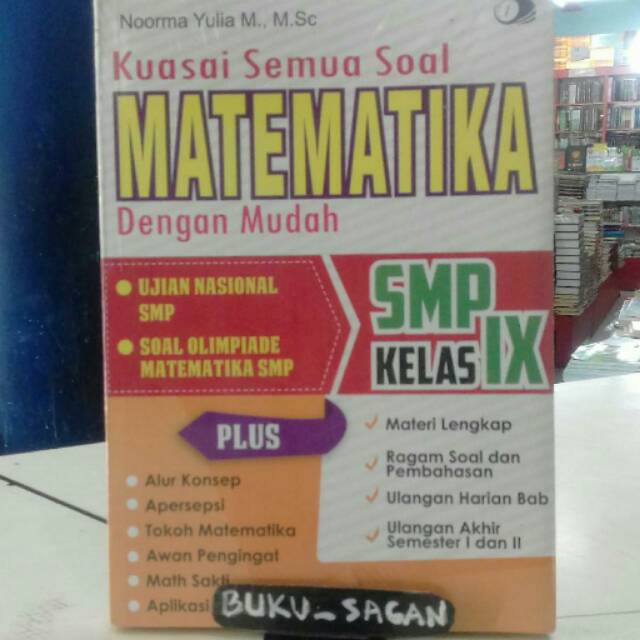 Noorma Yulia M., M.Sc
Kuasai Semua Soal
MATEMATIKA
Dengan Mudah
UJIAN NASIONAL
SMP
SOAL OLIMPIADE
MATEMATIKA SMP
SMP
KELAS IX
PLUS
Alur Konsep
Apersepsi
Tokoh Matematika
Awan Pengingat
Math Sakti
Aplikasi
Materi Lengkap
Ragam Soal dan
Pembahasan
Ulangan Harian Bab
Ulangan Akhir
Semester I dan II
BUKU_SAGAN